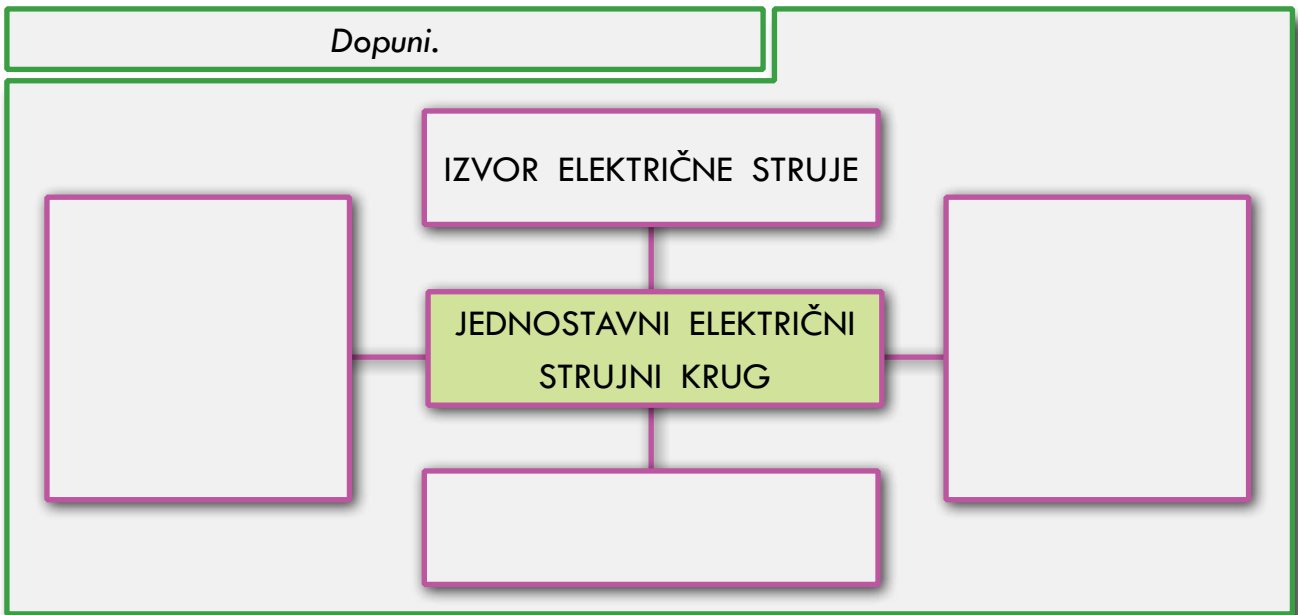 Dopuni.
IZVOR ELEKTRIČNE STRUJE
JEDNOSTAVNI ELEKTRIČNI
STRUJNI KRUG